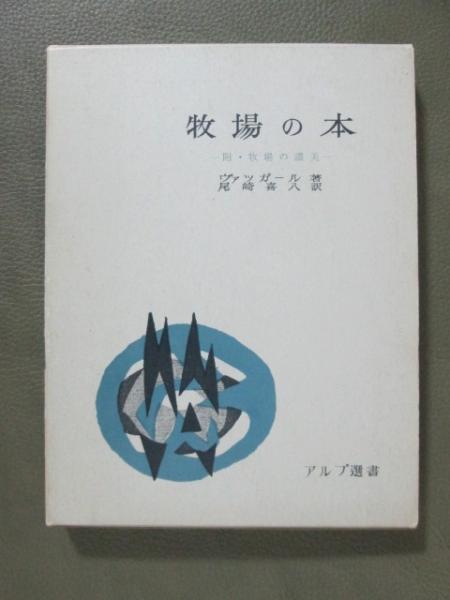 牧場の本
―附・牧場の讃美―
ヴァッガール 著
尾崎喜八 訳
アルプ選書